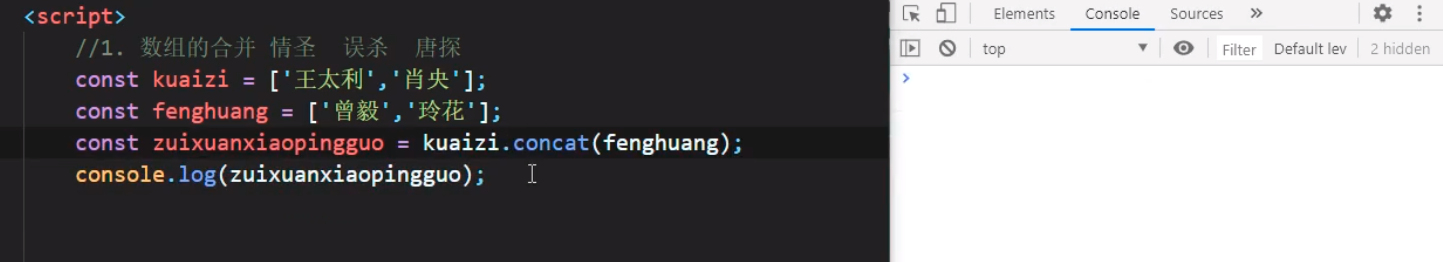 <script>
//1. 数组的合并 情圣 误杀 唐探
const kuaizi = ['王太利','肖央'];
const fenghuang = ['曾毅','玲花'];
const zuixuanxiaopingguo = kuaizi.concat(fenghuang);
console.log(zuixuanxiaopingguo);
Elements Console Sources »
top ▼ Filter Default lev 2 hidden
>